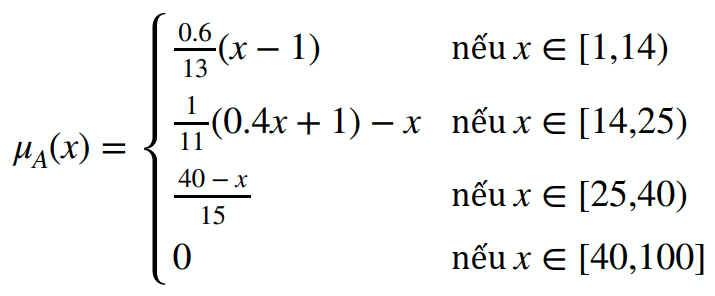 μ_A(x) = { 0.6/13 (x − 1) nếu x ∈ [1,14)
1/11 (0.4x + 1) − x nếu x ∈ [14,25)
40 − x/15 nếu x ∈ [25,40)
0 nếu x ∈ [40,100]